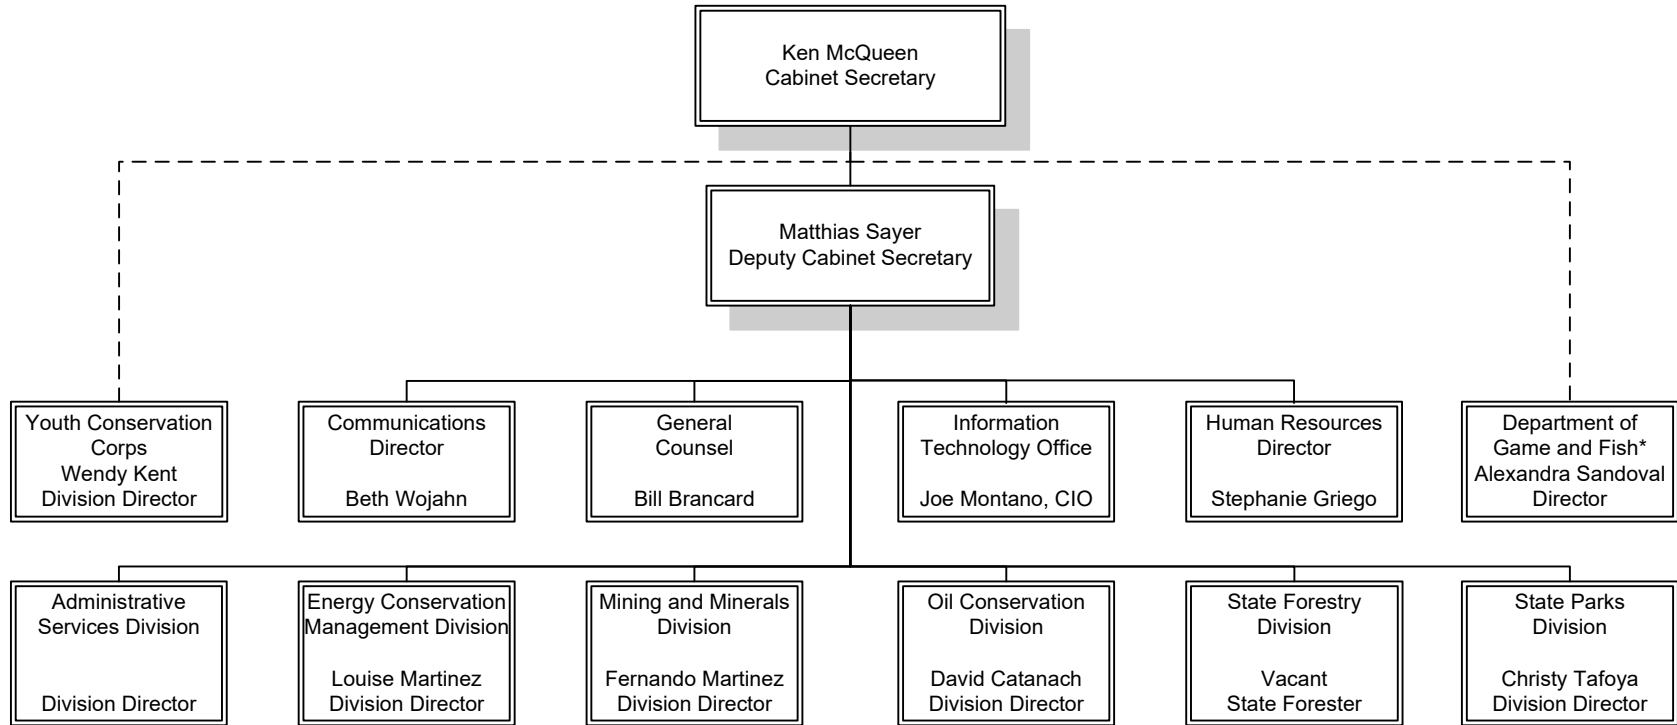 Ken McQueen
Cabinet Secretary
Matthias Sayer
Deputy Cabinet Secretary
Youth Conservation
Corps
Wendy Kent
Division Director
Communications
Director
Beth Wojahn
General
Counsel
Bill Brancard
Information
Technology Office
Joe Montano, CIO
Human Resources
Director
Stephanie Griego
Department of
Game and Fish*
Alexandra Sandoval
Director
Administrative
Services Division
Division Director
Energy Conservation
Management Division
Louise Martinez
Division Director
Mining and Minerals
Division
Fernando Martinez
Division Director
Oil Conservation
Division
David Catanach
Division Director
State Forestry
Division
Vacant
State Forester
State Parks
Division
Christy Tafoya
Division Director